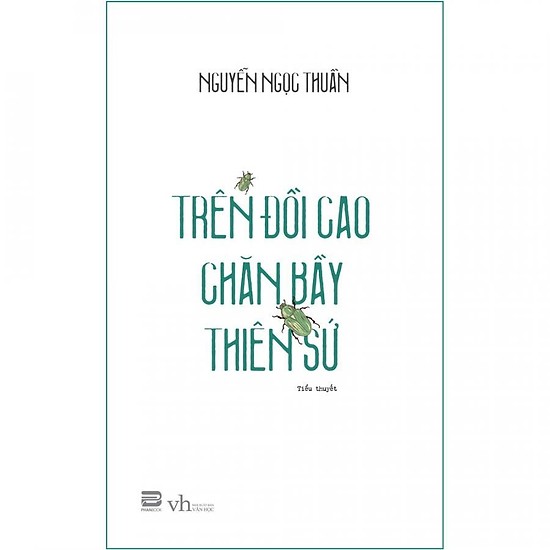 NGUYỄN NGỌC THUẦN
TRÊN ĐỒI CAO
CHĂN BẦY
THIÊN SỨ
Tiểu thuyết
PHANBOOK
vh
NHÀ XUẤT BẢN
VĂN HỌC